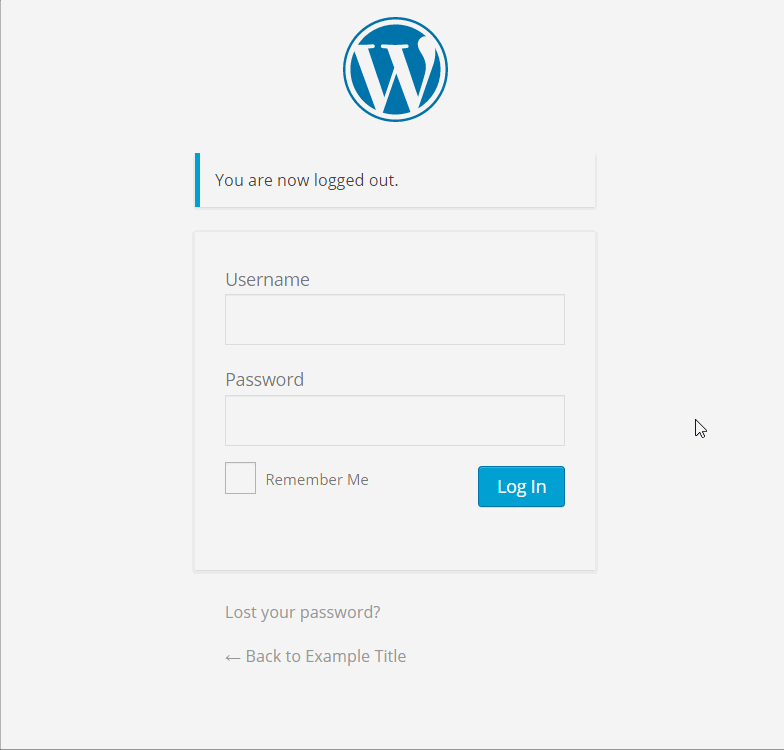 You are now logged out.
Username
Password
Remember Me
Log In
Lost your password?
← Back to Example Title